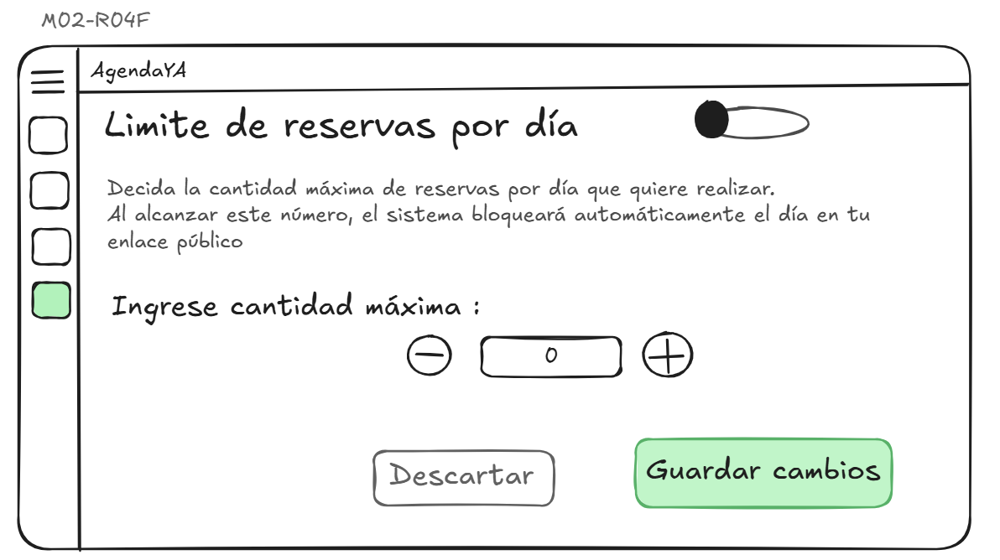 M02-R04F
AgendaYA
Limite de reservas por día
Decida la cantidad máxima de reservas por día que quiere realizar.
Al alcanzar este número, el sistema bloqueará automáticamente el día en tu
enlace público
Ingrese cantidad máxima :
0
Descartar
Guardar cambios